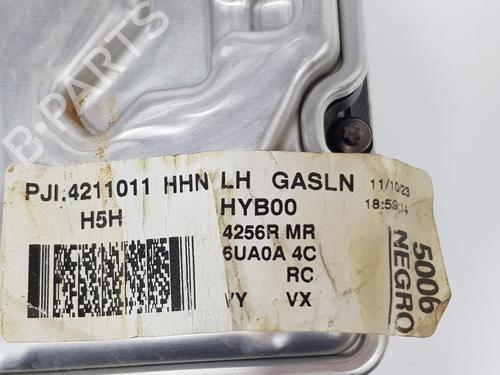 B-PARTS
PJI:4211011 HHN LH GASLN 11/10/23
H5H HYB00 18:59:14
4256R MR
6UA0A 4C
RC
VY VX
5006
NEGRO